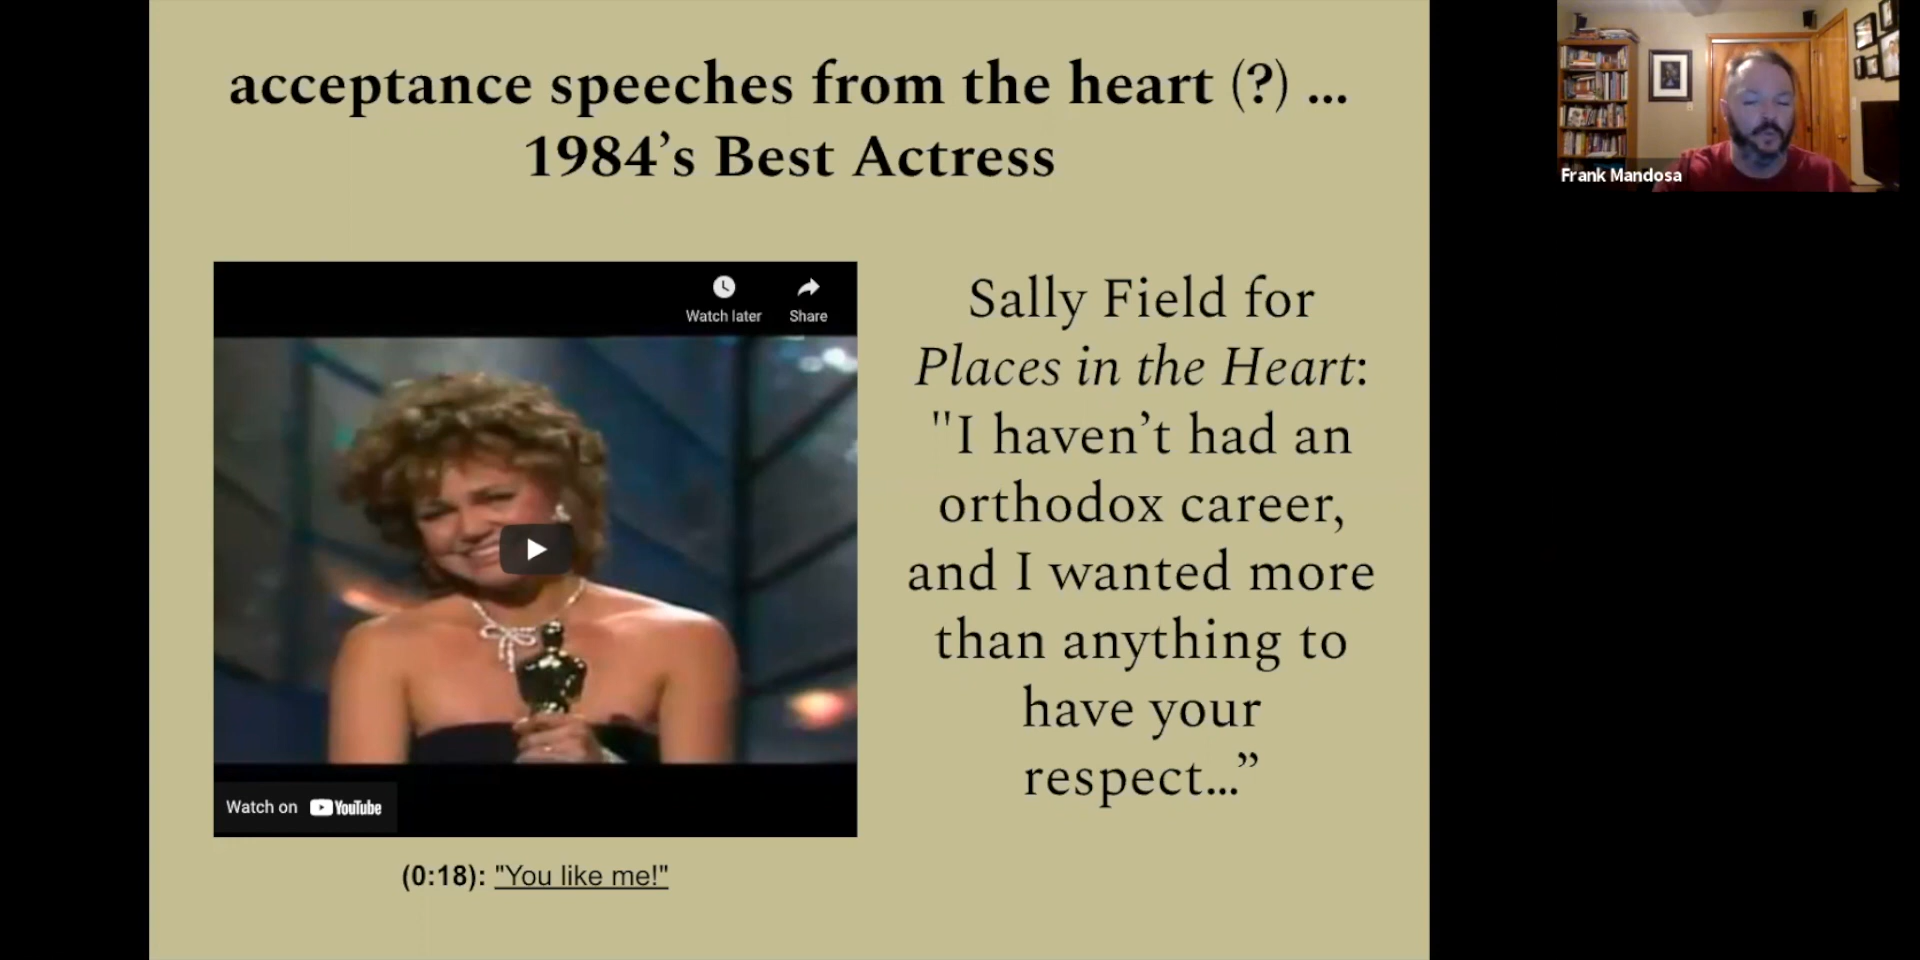 acceptance speeches from the heart (?) ...
1984’s Best Actress
Watch later
Share
Watch on YouTube
(0:18): "You like me!"
Sally Field for
Places in the Heart:
"I haven’t had an
orthodox career,
and I wanted more
than anything to
have your
respect...”
Frank Mandosa